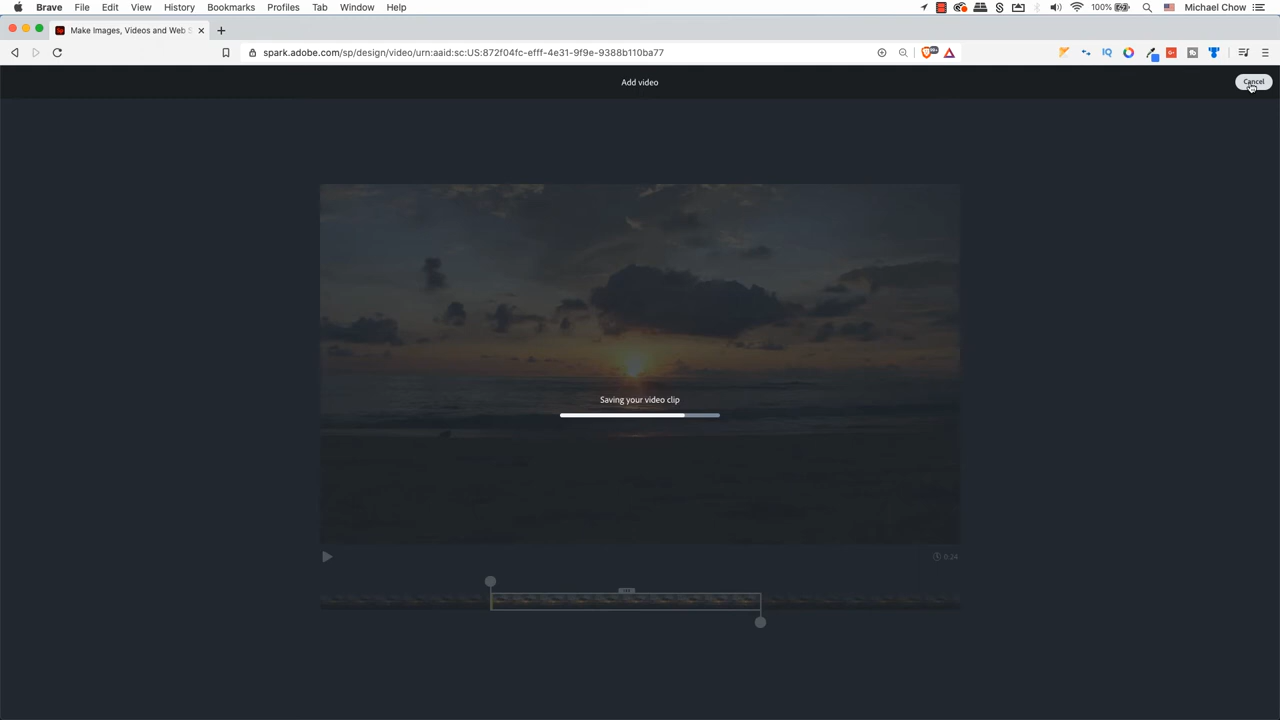 Brave File Edit View History Bookmarks Profiles Tab Window Help 100% Michael Chow
Make Images, Videos and Web S
spark.adobe.com/sp/design/video/urn:aaid:sc:US:872f04fc-efff-4e31-9f9e-9388b110ba77
Add video
Cancel
Saving your video clip
0:24